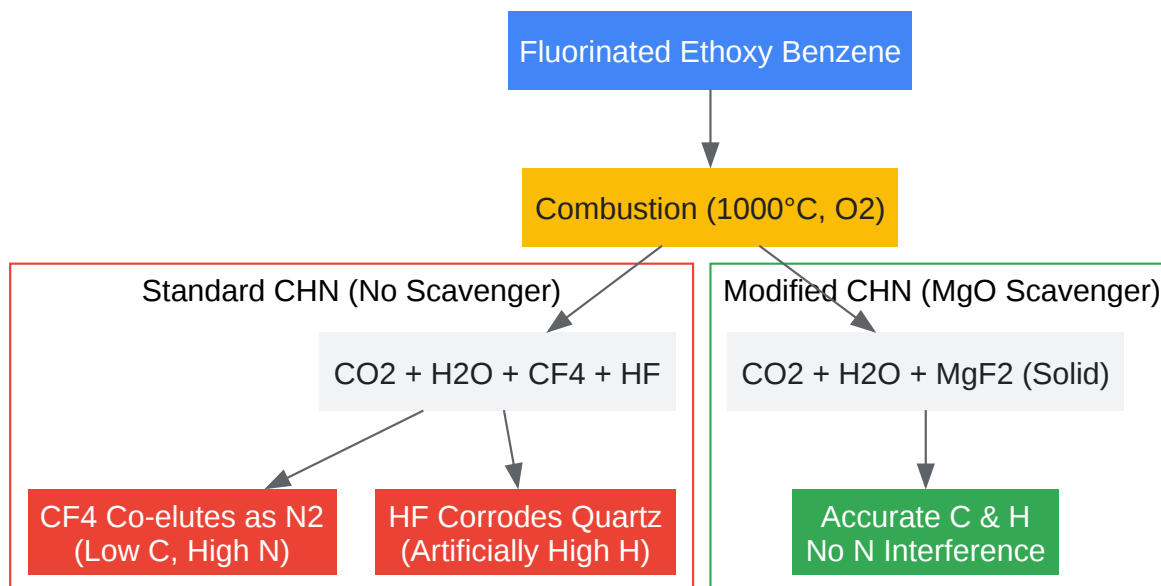 Fluorinated Ethoxy Benzene
Combustion (1000°C, O2)
Standard CHN (No Scavenger)
Modified CHN (MgO Scavenger)
CO2 + H2O + CF4 + HF
CO2 + H2O + MgF2 (Solid)
CF4 Co-elutes as N2
(Low C, High N)
HF Corrodes Quartz
(Artificially High H)
Accurate C & H
No N Interference